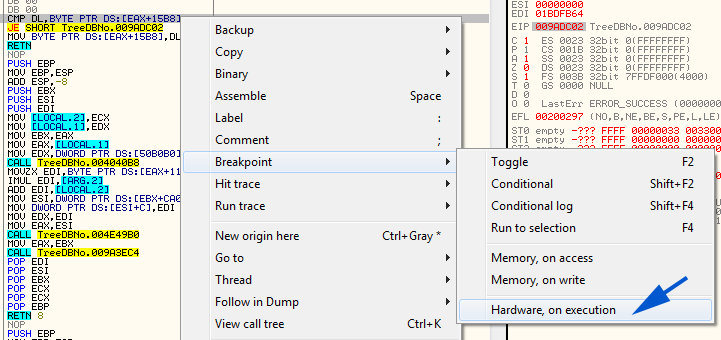 DB 00
CMP DL,BYTE PTR DS:[EAX+15B8]
JE SHORT TreeDBNo.009ADC02
MOV BYTE PTR DS:[EAX+15B8],DL
RETN
NOP
PUSH EBP
MOV EBP,ESP
ADD ESP,-8
PUSH EBX
PUSH ESI
PUSH EDI
MOV [LOCAL.2],ECX
MOV [LOCAL.1],EDX
MOV EBX,EAX
MOV EAX,[LOCAL.1]
MOV EDX,DWORD PTR DS:[50B0B0]
CALL TreeDBNo.004040B8
MOVZX EDI,BYTE PTR DS:[EAX+11
IMUL EDI,[ARG.2]
ADD EDI,[LOCAL.2]
MOV ESI,DWORD PTR DS:[EBX+CA0
MOV DWORD PTR DS:[ESI+C],EDI
MOV EDX,EDI
MOV EAX,ESI
CALL TreeDBNo.004E49B0
MOV EAX,EBX
CALL TreeDBNo.009A3EC4
POP EDI
POP ESI
POP EBX
POP ECX
POP ECX
POP EBP
RETN 8
NOP
PUSH EBP
MOV EBP,ESP
Backup
Copy
Binary
Assemble Space
Label :
Comment ;
Breakpoint
Hit trace
Run trace
New origin here Ctrl+Gray *
Go to
Thread
Follow in Dump
View call tree Ctrl+K
Toggle F2
Conditional Shift+F2
Conditional log Shift+F4
Run to selection F4
Memory, on access
Memory, on write
Hardware, on execution
ESI 00000000
EDI 01BDFB64
EIP 009ADC02 TreeDBNo.009ADC02
C 1 ES 0023 32bit 0(FFFFFFFF)
P 1 CS 001B 32bit 0(FFFFFFFF)
A 1 SS 0023 32bit 0(FFFFFFFF)
Z 0 DS 0023 32bit 0(FFFFFFFF)
S 1 FS 003B 32bit 7FFDF000(4000)
T 0 GS 0000 NULL
D 0
O 0 LastErr ERROR_SUCCESS (0000000
EFL 00200297 (NO,B,NE,BE,S,PE,L,LE)
ST0 empty -??? FFFF 00000033 003300